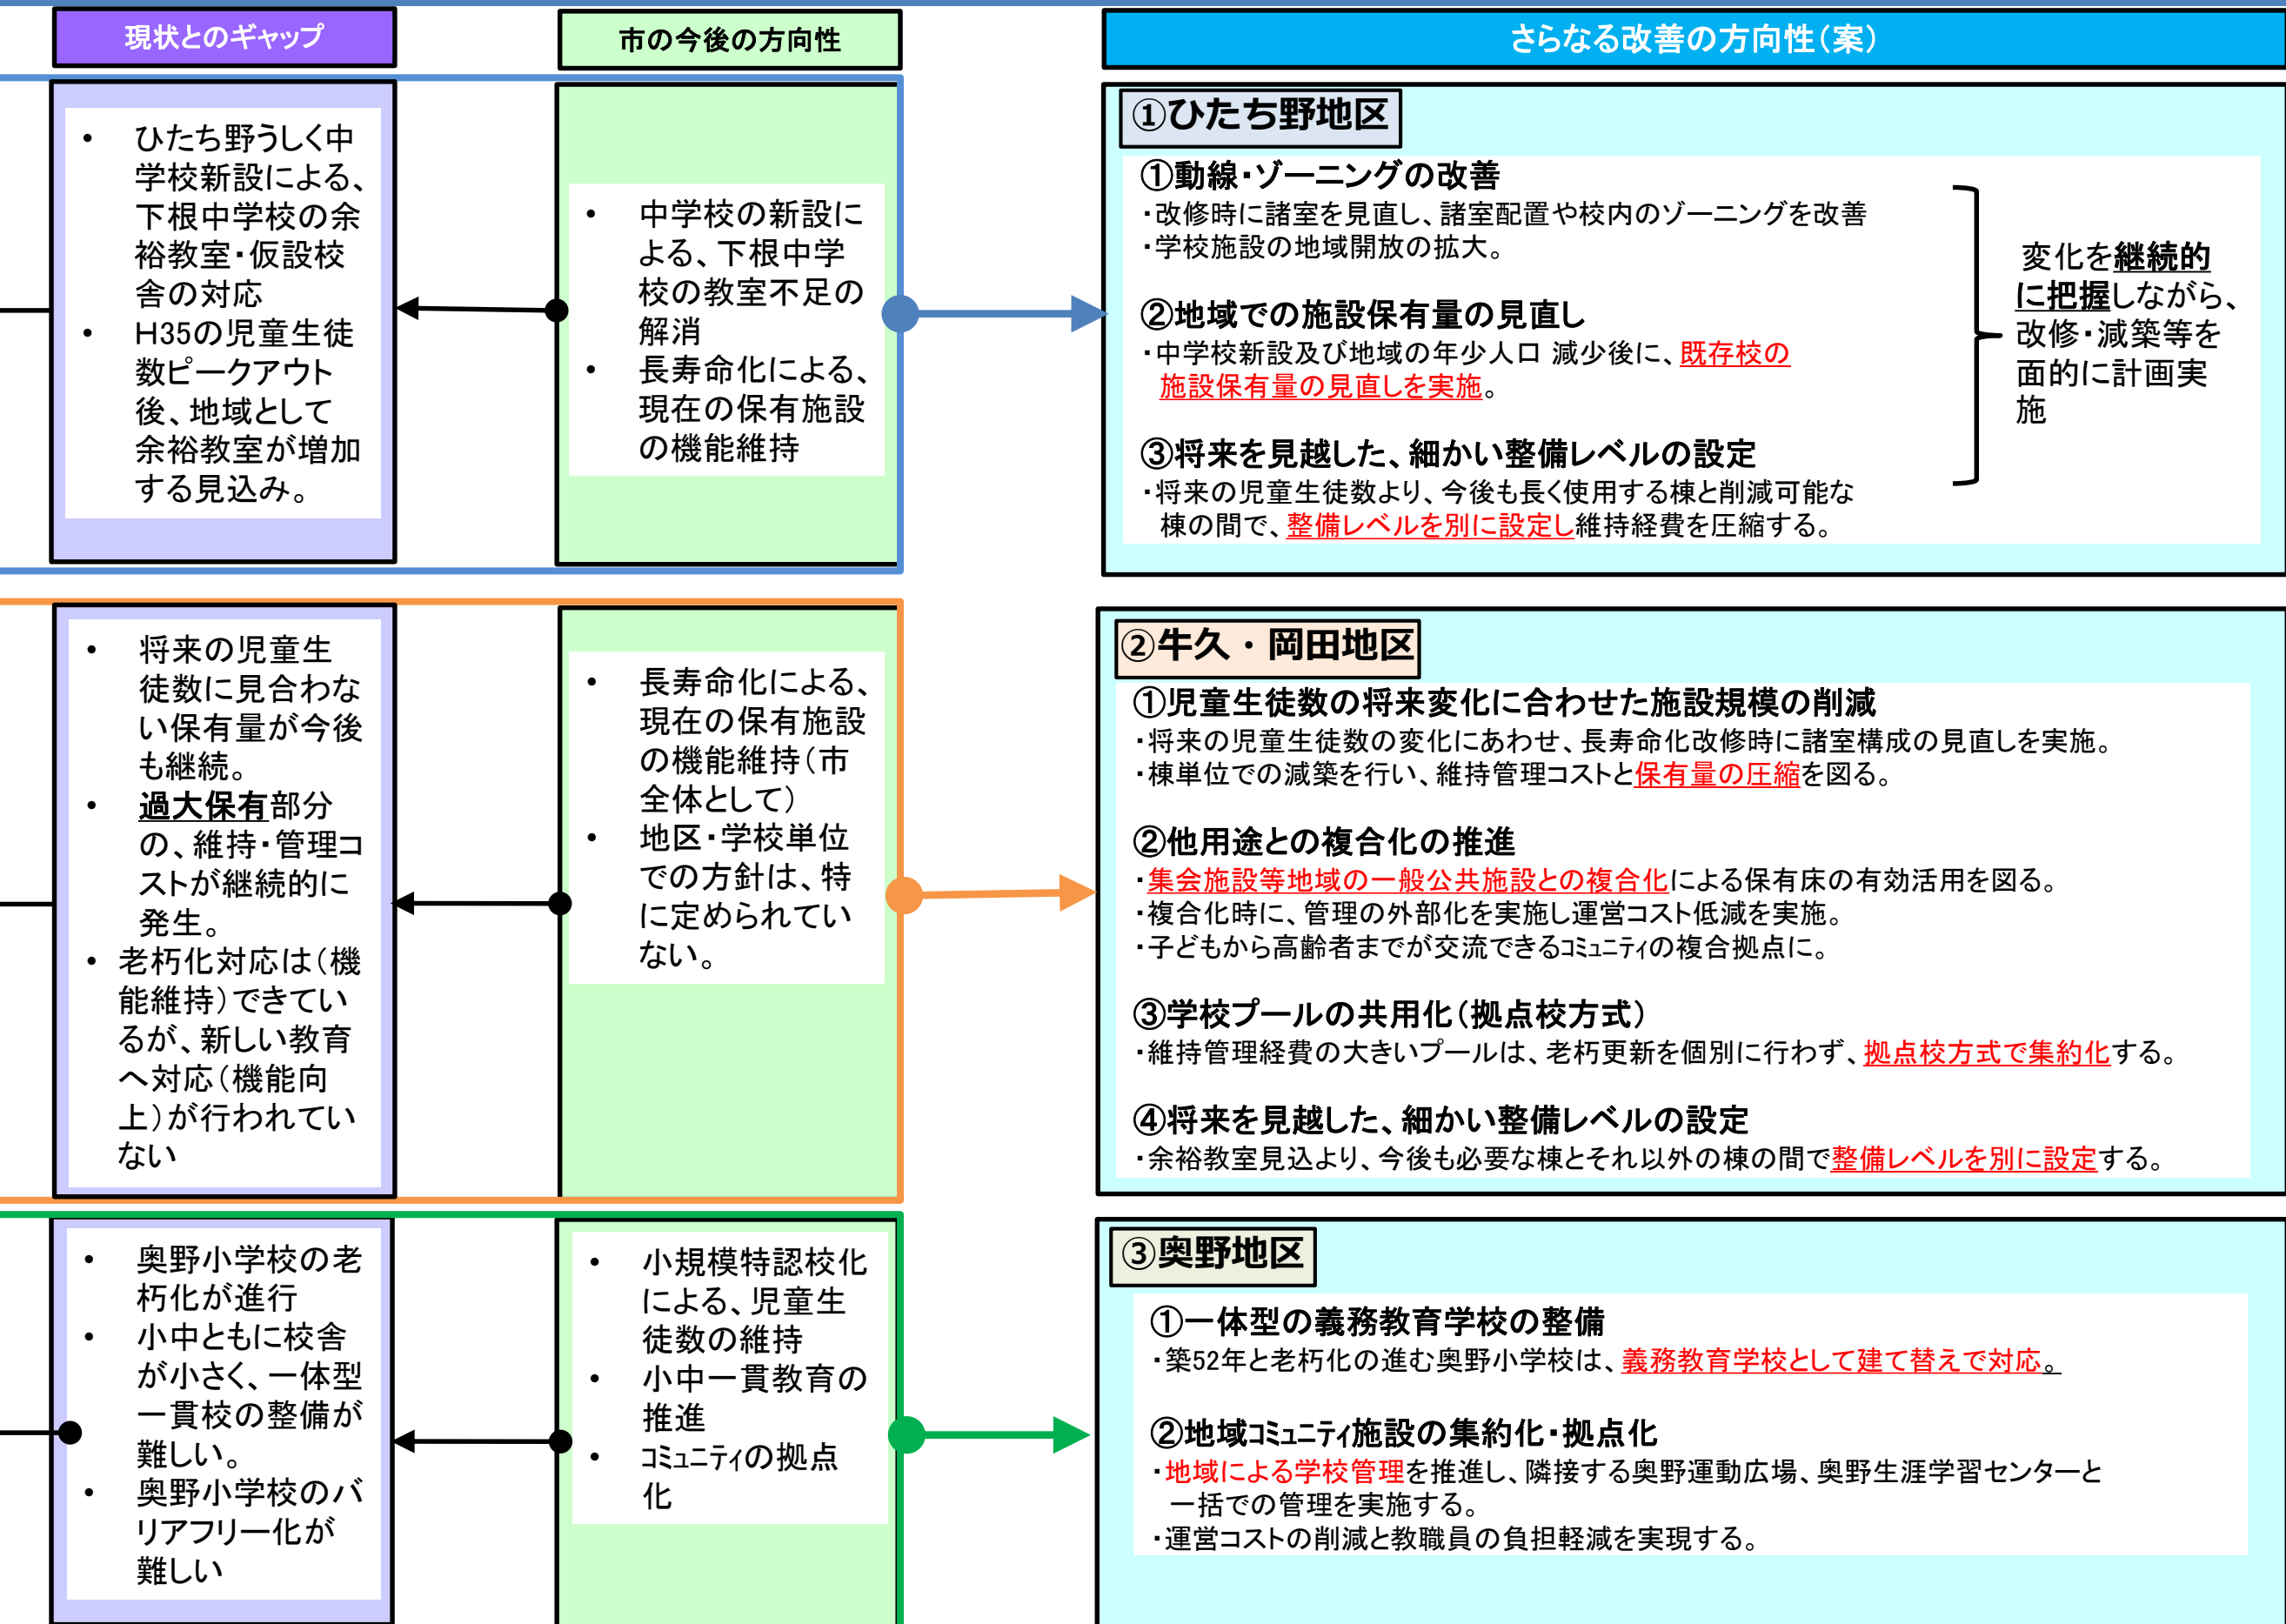 現状とのギャップ
市の今後の方向性
さらなる改善の方向性（案）
• ひたち野うしく中
学校新設による、
下根中学校の余
裕教室・仮設校
舎の対応
• H35の児童生徒
数ピークアウト
後、地域として
余裕教室が増加
する見込み。
• 中学校の新設に
よる、下根中学
校の教室不足の
解消
• 長寿命化による、
現在の保有施設
の機能維持
①ひたち野地区
①動線・ゾーニングの改善
・改修時に諸室を見直し、諸室配置や校内のゾーニングを改善
・学校施設の地域開放の拡大。
②地域での施設保有量の見直し
・中学校新設及び地域の年少人口 減少後に、既存校の
施設保有量の見直しを実施。
③将来を見越した、細かい整備レベルの設定
・将来の児童生徒数より、今後も長く使用する棟と削減可能な
棟の間で、整備レベルを別に設定し維持経費を圧縮する。
変化を継続的
に把握しながら、
改修・減築等を
面的に計画実
施
• 将来の児童生
徒数に見合わな
い保有量が今後
も継続。
• 過大保有部分
の、維持・管理コ
ストが継続的に
発生。
• 老朽化対応は（機
能維持）できてい
るが、新しい教育
へ対応（機能向
上）が行われてい
ない
• 長寿命化による、
現在の保有施設
の機能維持（市
全体として）
• 地区・学校単位
での方針は、特
に定められてい
ない。
②牛久・岡田地区
①児童生徒数の将来変化に合わせた施設規模の削減
・将来の児童生徒数の変化にあわせ、長寿命化改修時に諸室構成の見直しを実施。
・棟単位での減築を行い、維持管理コストと保有量の圧縮を図る。
②他用途との複合化の推進
・集会施設等地域の一般公共施設との複合化による保有床の有効活用を図る。
・複合化時に、管理の外部化を実施し運営コスト低減を実施。
・子どもから高齢者までが交流できるｺﾐｭﾆﾃｨの複合拠点に。
③学校プールの共用化（拠点校方式）
・維持管理経費の大きいプールは、老朽更新を個別に行わず、拠点校方式で集約化する。
④将来を見越した、細かい整備レベルの設定
・余裕教室見込より、今後も必要な棟とそれ以外の棟の間で整備レベルを別に設定する。
• 奥野小学校の老
朽化が進行
• 小中ともに校舎
が小さく、一体型
一貫校の整備が
難しい。
• 奥野小学校のバ
リアフリー化が
難しい
• 小規模特認校化
による、児童生
徒数の維持
• 小中一貫教育の
推進
• ｺﾐｭﾆﾃｨの拠点
化
③奥野地区
①一体型の義務教育学校の整備
・築52年と老朽化の進む奥野小学校は、義務教育学校として建て替えで対応。
②地域ｺﾐｭﾆﾃｨ施設の集約化・拠点化
・地域による学校管理を推進し、隣接する奥野運動広場、奥野生涯学習センターと
一括での管理を実施する。
・運営コストの削減と教職員の負担軽減を実現する。